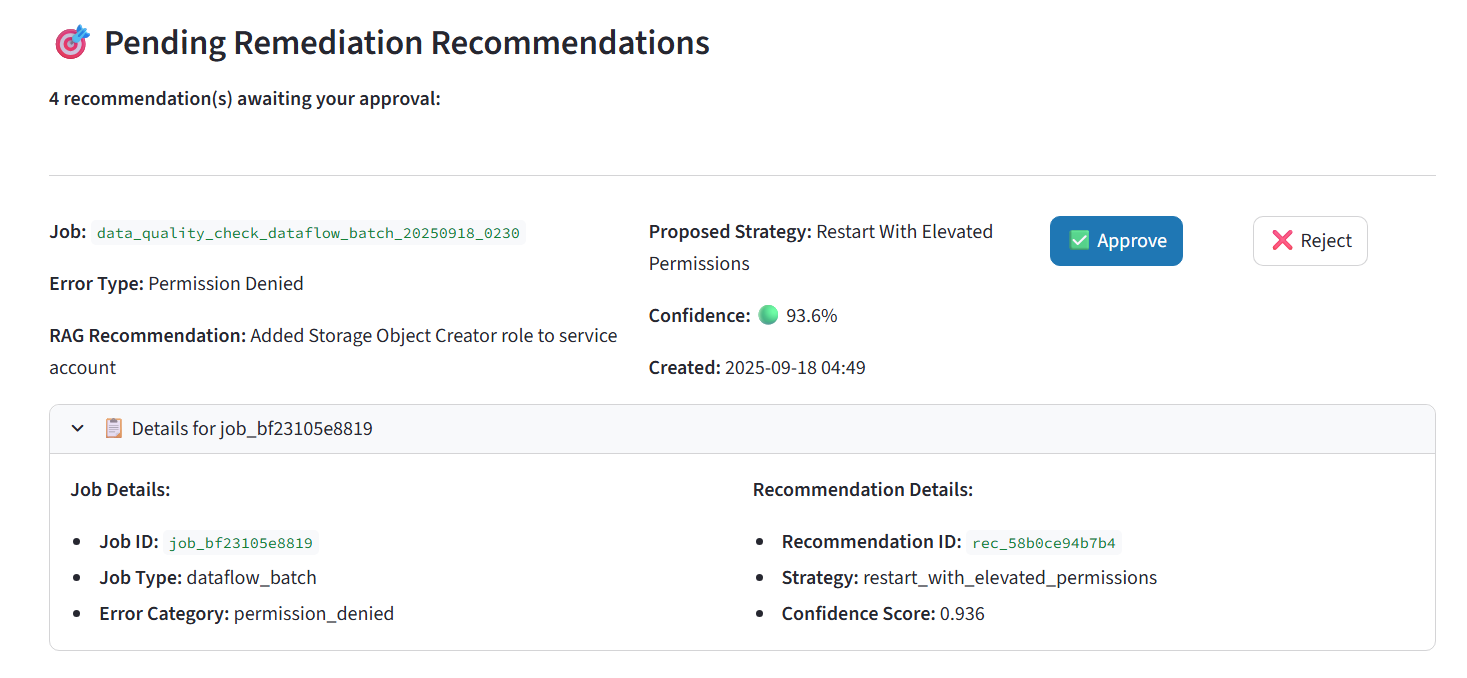 Pending Remediation Recommendations
4 recommendation(s) awaiting your approval:
Job: data_quality_check_dataflow_batch_20250918_0230
Error Type: Permission Denied
RAG Recommendation: Added Storage Object Creator role to service
account
Proposed Strategy: Restart With Elevated
Permissions
Confidence: 93.6%
Created: 2025-09-18 04:49
Approve
Reject
Details for job_bf23105e8819
Job Details:
Job ID: job_bf23105e8819
Job Type: dataflow_batch
Error Category: permission_denied
Recommendation Details:
Recommendation ID: rec_58b0ce94b7b4
Strategy: restart_with_elevated_permissions
Confidence Score: 0.936